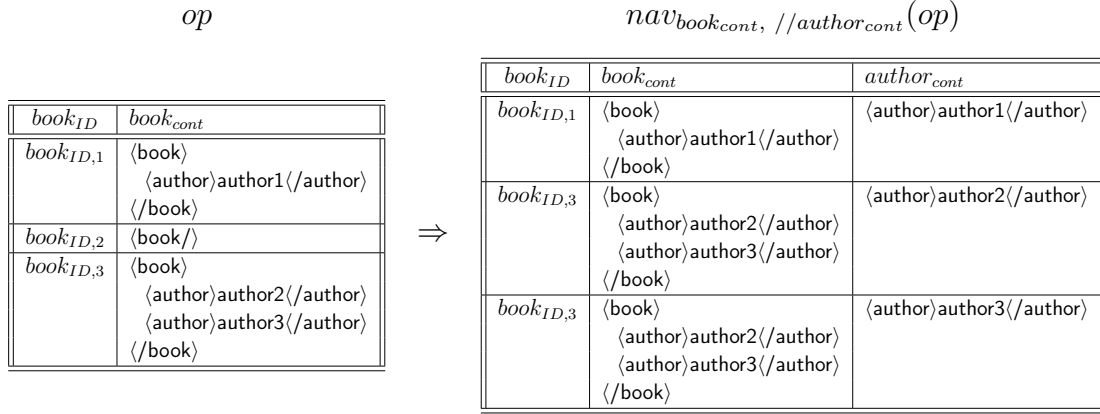 op
book_ID book_cont
book_ID,1 ⟨book⟩
⟨author⟩author1⟨/author⟩
⟨/book⟩
book_ID,2 ⟨book/⟩
book_ID,3 ⟨book⟩
⟨author⟩author2⟨/author⟩
⟨author⟩author3⟨/author⟩
⟨/book⟩
⇒
nav_{book_cont, //author_cont}(op)
book_ID book_cont author_cont
book_ID,1 ⟨book⟩ ⟨author⟩author1⟨/author⟩
⟨author⟩author1⟨/author⟩
⟨/book⟩
book_ID,3 ⟨book⟩ ⟨author⟩author2⟨/author⟩
⟨author⟩author2⟨/author⟩
⟨author⟩author3⟨/author⟩
⟨/book⟩
book_ID,3 ⟨book⟩ ⟨author⟩author3⟨/author⟩
⟨author⟩author2⟨/author⟩
⟨author⟩author3⟨/author⟩
⟨/book⟩